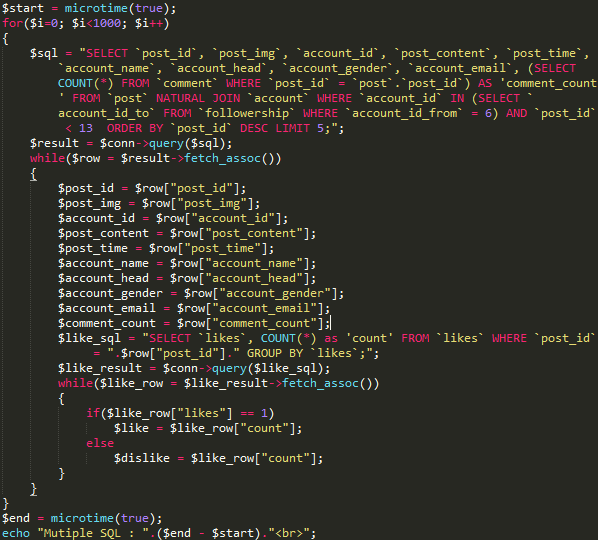 $start = microtime(true);
for($i=0; $i<1000; $i++)
{
$sql = "SELECT `post_id`, `post_img`, `account_id`, `post_content`, `post_time`,
`account_name`, `account_head`, `account_gender`, `account_email`, (SELECT
COUNT(*) FROM `comment` WHERE `post_id` = `post`.`post_id`) AS 'comment_count
' FROM `post` NATURAL JOIN `account` WHERE `account_id` IN (SELECT `
account_id_to` FROM `followership` WHERE `account_id_from` = 6) AND `post_id`
< 13  ORDER BY `post_id` DESC LIMIT 5;";
$result = $conn->query($sql);
while($row = $result->fetch_assoc())
{
$post_id = $row["post_id"];
$post_img = $row["post_img"];
$account_id = $row["account_id"];
$post_content = $row["post_content"];
$post_time = $row["post_time"];
$account_name = $row["account_name"];
$account_head = $row["account_head"];
$account_gender = $row["account_gender"];
$account_email = $row["account_email"];
$comment_count = $row["comment_count"];
$like_sql = "SELECT `likes`, COUNT(*) as 'count' FROM `likes` WHERE `post_id`
= ".$row["post_id"]." GROUP BY `likes`;";
$like_result = $conn->query($like_sql);
while($like_row = $like_result->fetch_assoc())
{
if($like_row["likes"] == 1)
$like = $like_row["count"];
else
$dislike = $like_row["count"];
}
}
}
$end = microtime(true);
echo "Mutiple SQL : ".($end - $start)."<br>";